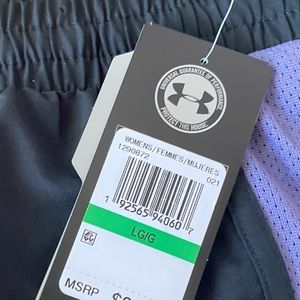 UNIVERSAL GUARANTEE OF PERFORMANCE
PROTECT THIS HOUSE.
WOMENS/FEMMES/MUJERES
1290872 021
1 92565 94060 7
LG/G
MSRP